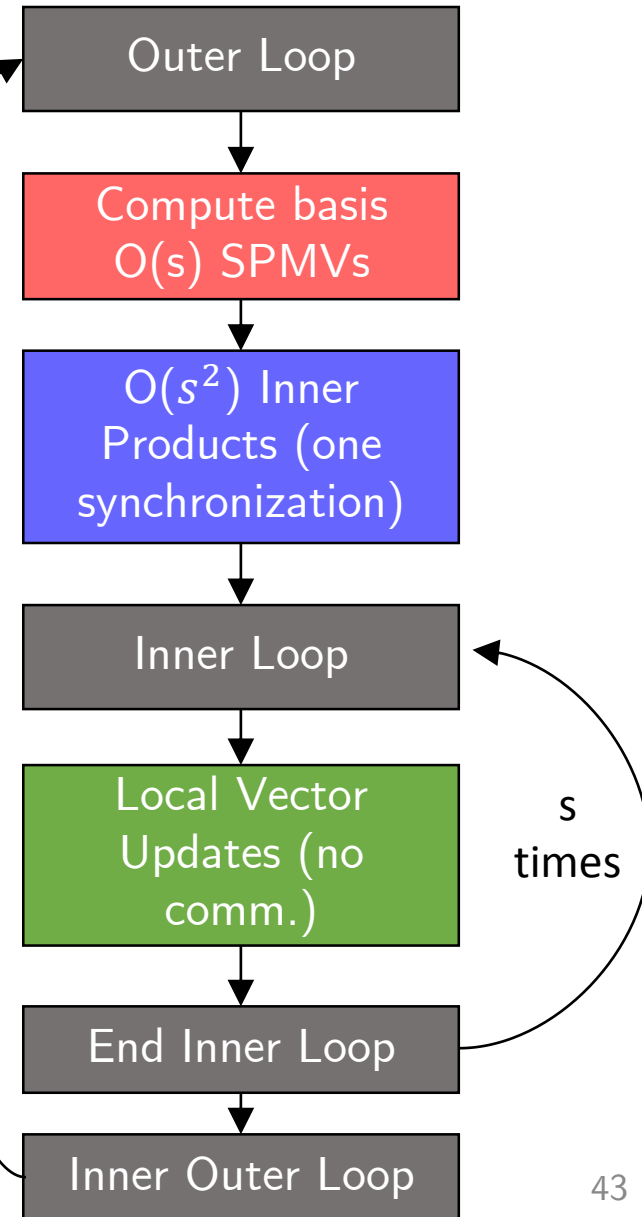 Outer Loop
Compute basis
O(s) SPMVs
O(s²) Inner
Products (one
synchronization)
Inner Loop
Local Vector
Updates (no
comm.)
s
times
End Inner Loop
Inner Outer Loop
43